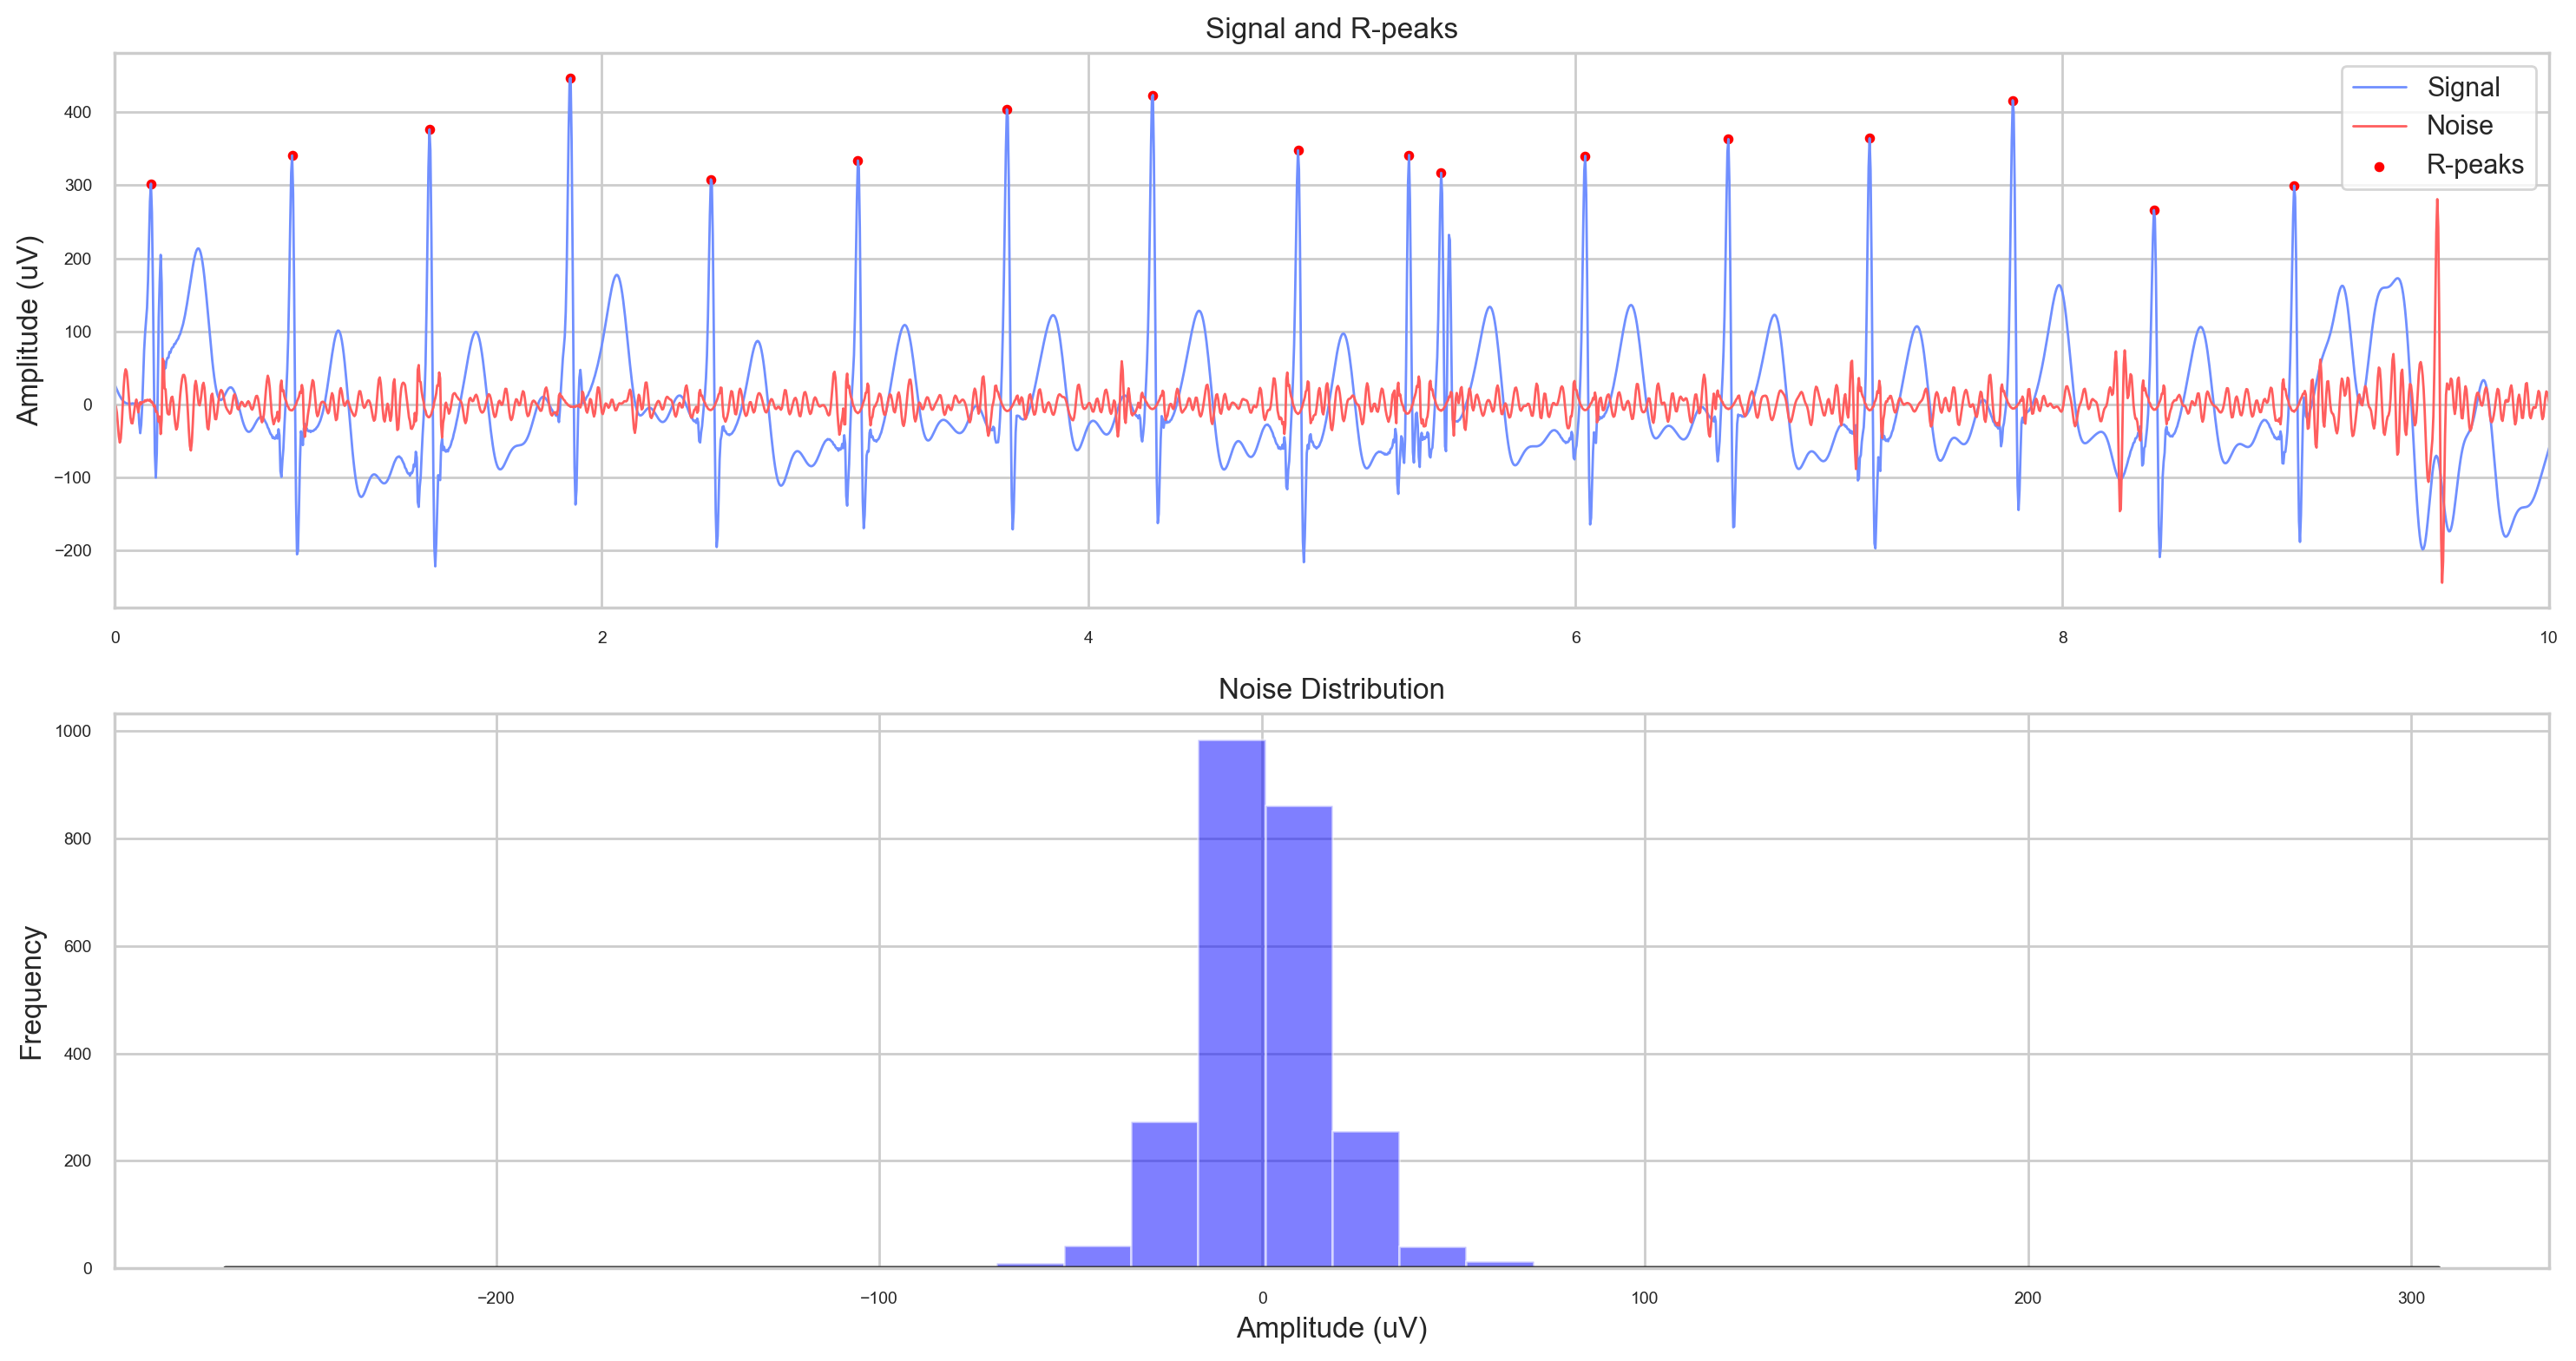 Signal and R-peaks
Amplitude (uV)
400
300
200
100
0
−100
−200
Signal
Noise
R-peaks
0 2 4 6 8 10
Noise Distribution
Frequency
1000
800
600
400
200
0
−200 −100 0 100 200 300
Amplitude (uV)